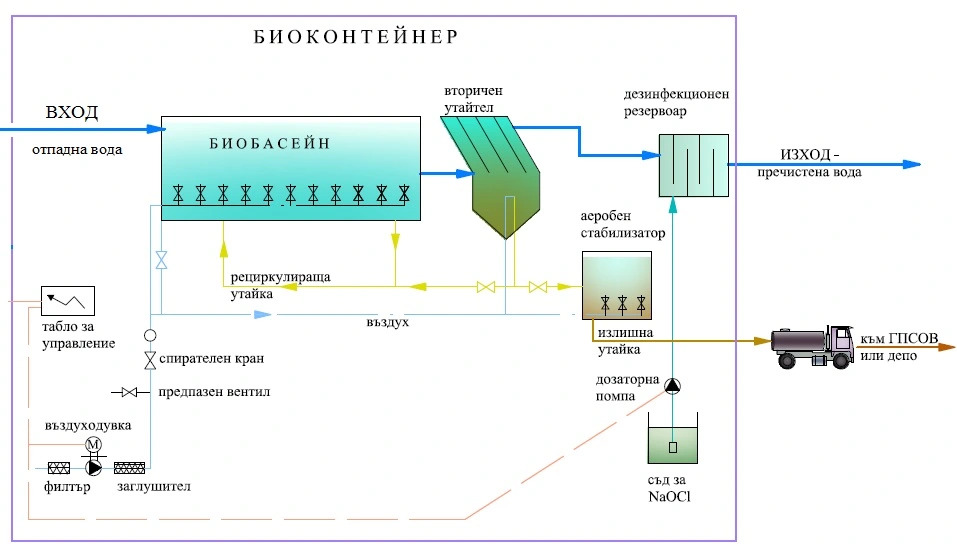 БИОКОНТЕЙНЕР
ВХОД
отпадна вода
БИОБАСЕЙН
вторичен
утайтел
дезинфекционен
резервоар
ИЗХОД -
пречистена вода
аеробен
стабилизатор
рециркулираща
утайка
въздух
излишна
утайка
към ГПСОВ
или депо
табло за
управление
спирателен кран
предпазен вентил
дозаторна
помпа
въздуходувка
M
филтър
заглушител
съд за
NaOCl